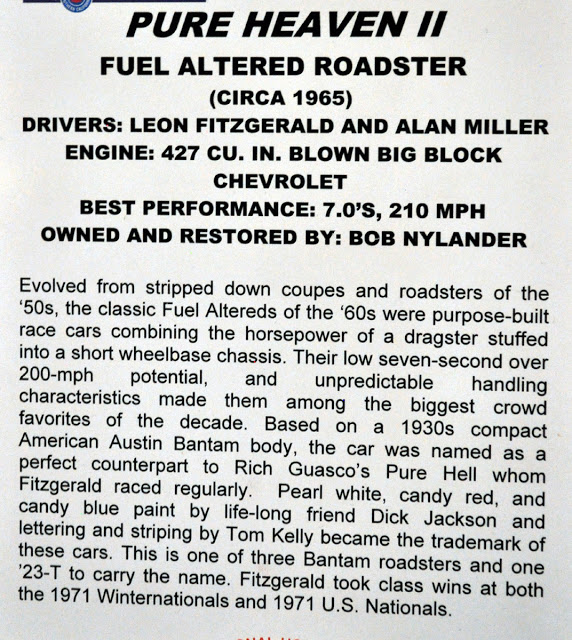 PURE HEAVEN II
FUEL ALTERED ROADSTER
(CIRCA 1965)
DRIVERS: LEON FITZGERALD AND ALAN MILLER
ENGINE: 427 CU. IN. BLOWN BIG BLOCK
CHEVROLET
BEST PERFORMANCE: 7.0’S, 210 MPH
OWNED AND RESTORED BY: BOB NYLANDER
Evolved from stripped down coupes and roadsters of the
‘50s, the classic Fuel Altereds of the ‘60s were purpose-built
race cars combining the horsepower of a dragster stuffed
into a short wheelbase chassis. Their low seven-second over
200-mph potential, and unpredictable handling
characteristics made them among the biggest crowd
favorites of the decade. Based on a 1930s compact
American Austin Bantam body, the car was named as a
perfect counterpart to Rich Guasco’s Pure Hell whom
Fitzgerald raced regularly. Pearl white, candy red, and
candy blue paint by life-long friend Dick Jackson and
lettering and striping by Tom Kelly became the trademark of
these cars. This is one of three Bantam roadsters and one
’23-T to carry the name. Fitzgerald took class wins at both
the 1971 Winternationals and 1971 U.S. Nationals.